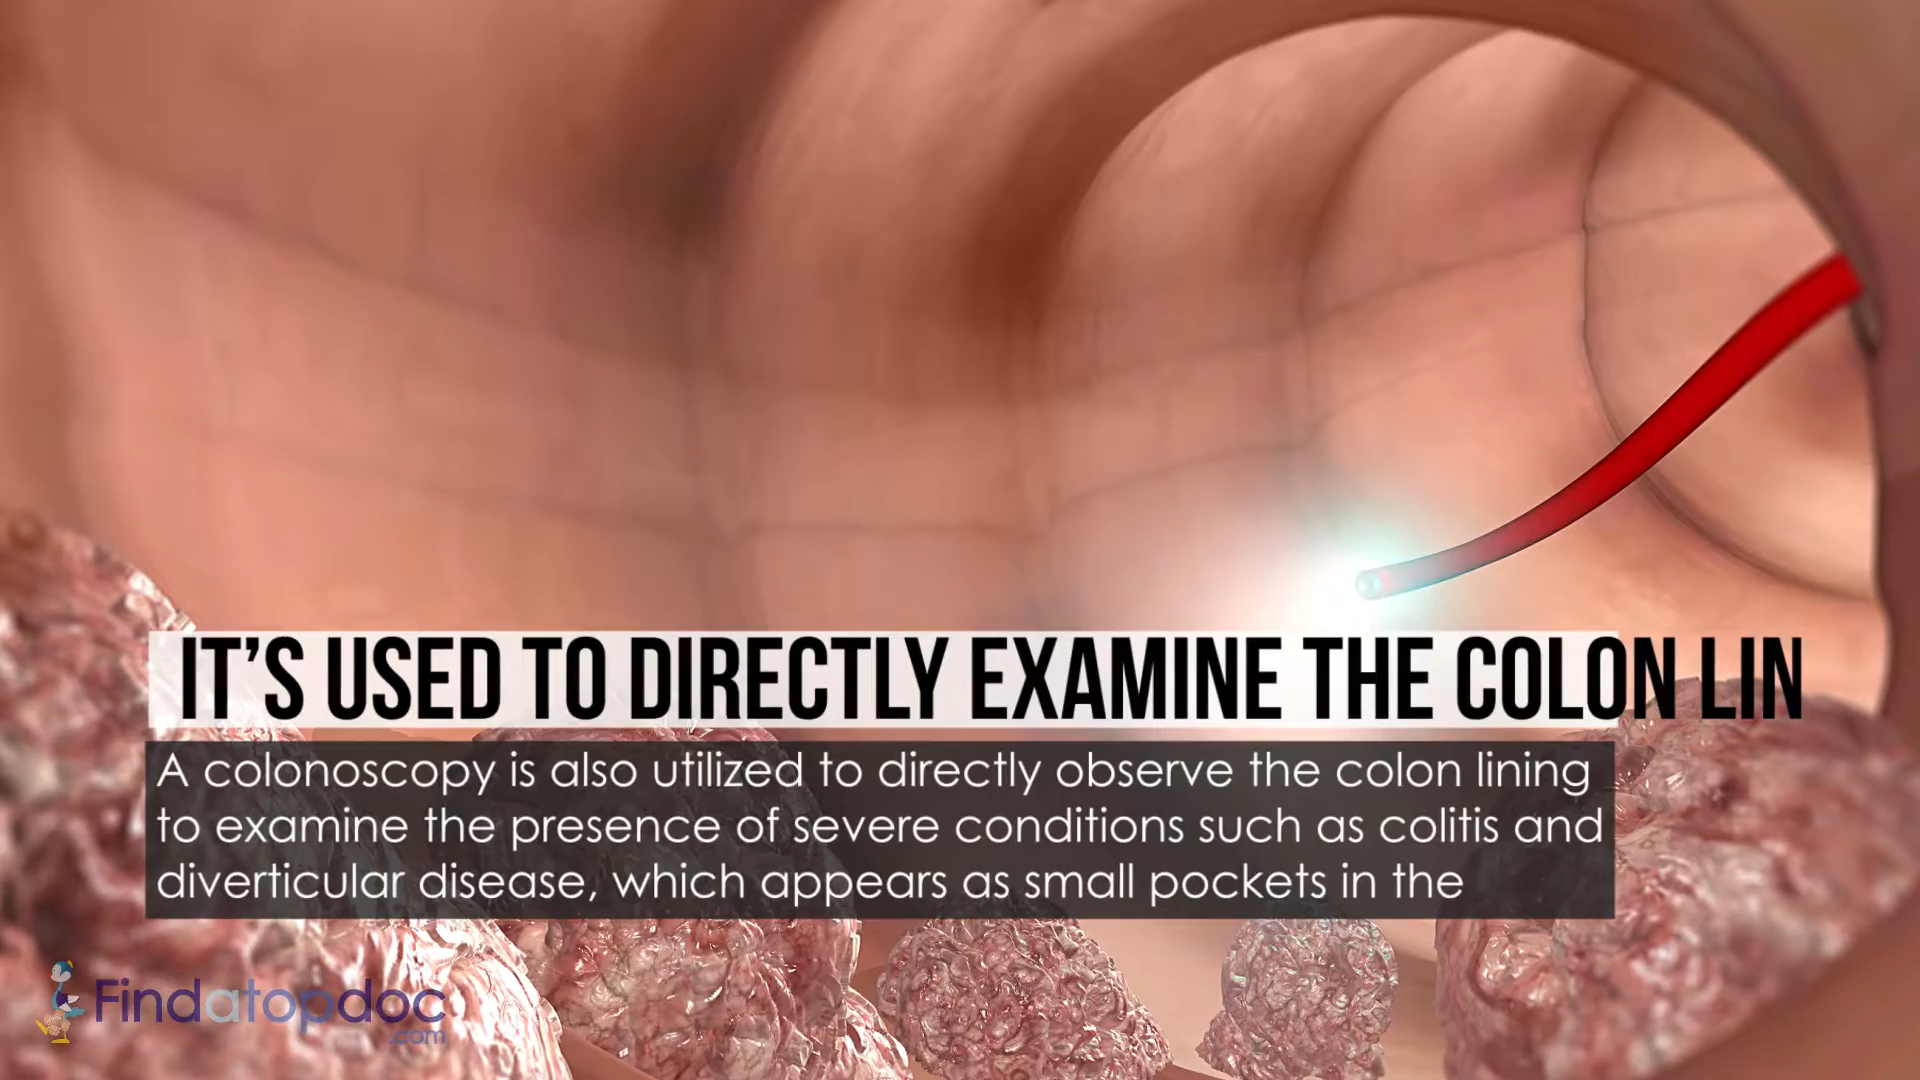 IT'S USED TO DIRECTLY EXAMINE THE COLON LIN
A colonoscopy is also utilized to directly observe the colon lining
to examine the presence of severe conditions such as colitis and
diverticular disease, which appears as small pockets in the
Findatopdoc
.com